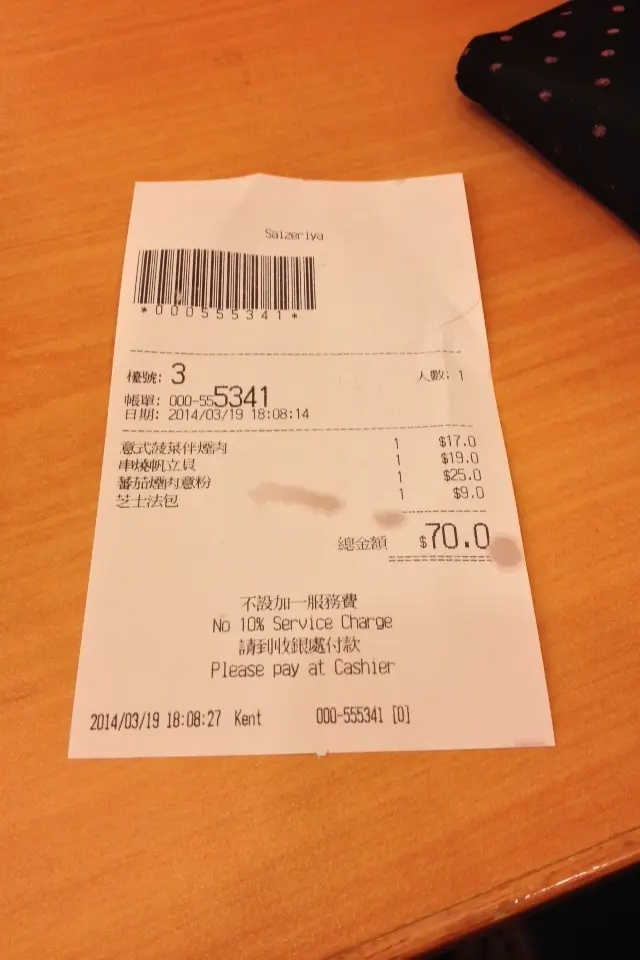 Saizeriya
*000555341*
檯號: 3 人數: 1
帳單: 000-555341
日期: 2014/03/19 18:08:14
意式菠菜伴煙肉 1 $17.0
串燒帆立貝 1 $19.0
蕃茄煙肉意粉 1 $25.0
芝士法包 1 $9.0
總金額 $70.0
不設加一服務費
No 10% Service Charge
請到收銀處付款
Please pay at Cashier
2014/03/19 18:08:27 Kent 000-555341 [0]